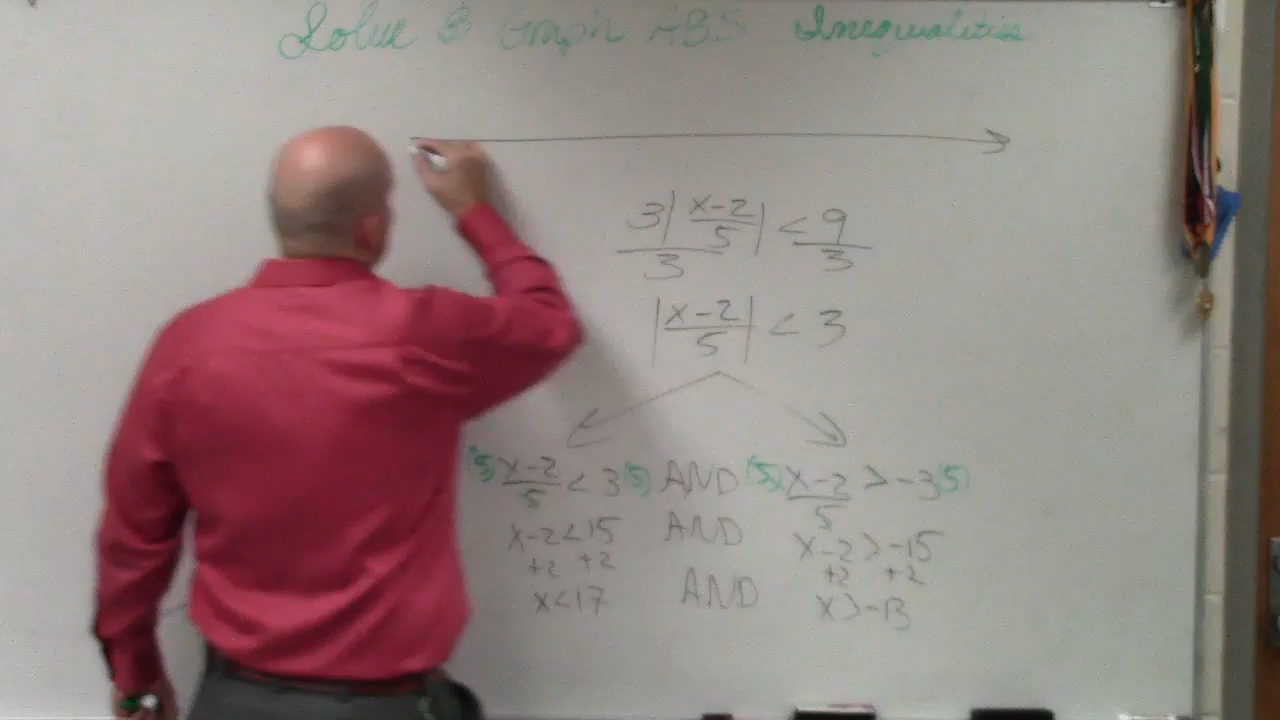 Solve & Graph ABS Inequalities
3|x-2/5| < 9
3 3
|x-2/5| < 3
(5) x-2/5 < 3(5) AND (5) x-2/5 > -3(5)
x-2<15 AND x-2>-15
+2 +2 +2 +2
x<17 AND x>-13